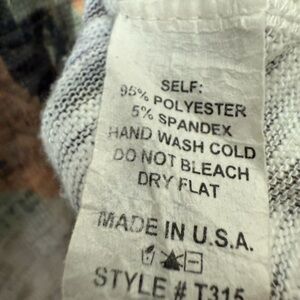 SELF:
95% POLYESTER
5% SPANDEX
HAND WASH COLD
DO NOT BLEACH
DRY FLAT
MADE IN U.S.A.
STYLE # T315